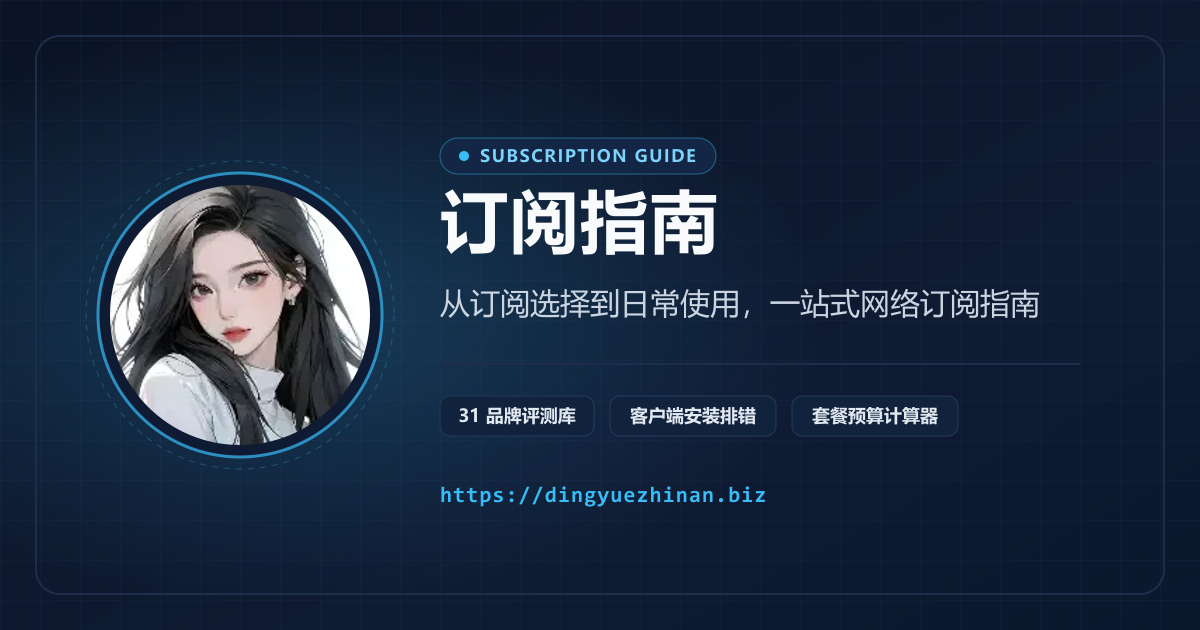 SUBSCRIPTION GUIDE
订阅指南
从订阅选择到日常使用，一站式网络订阅指南
31 品牌评测库
客户端安装排错
套餐预算计算器
https://dingyuezhinan.biz